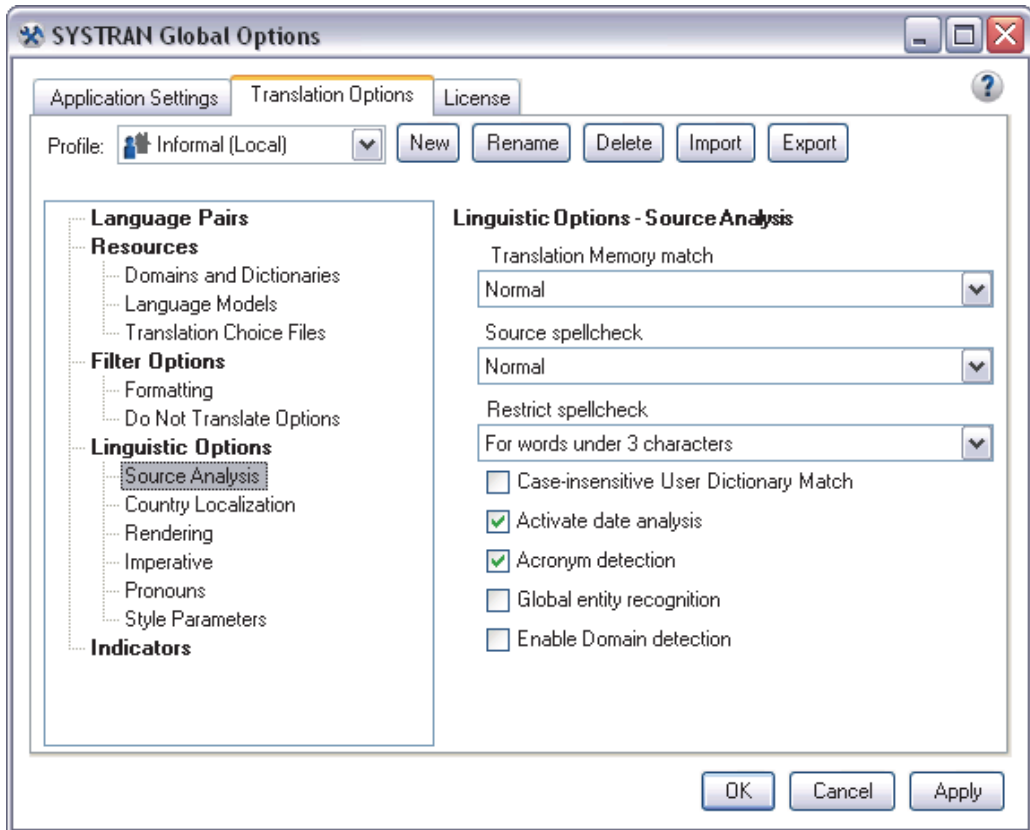 SYSTRAN Global Options
Application Settings Translation Options License
Profile: Informal (Local) New Rename Delete Import Export
Language Pairs
Resources
Domains and Dictionaries
Language Models
Translation Choice Files
Filter Options
Formatting
Do Not Translate Options
Linguistic Options
Source Analysis
Country Localization
Rendering
Imperative
Pronouns
Style Parameters
Indicators
Linguistic Options - Source Analysis
Translation Memory match
Normal
Source spellcheck
Normal
Restrict spellcheck
For words under 3 characters
Case-insensitive User Dictionary Match
Activate date analysis
Acronym detection
Global entity recognition
Enable Domain detection
OK Cancel Apply